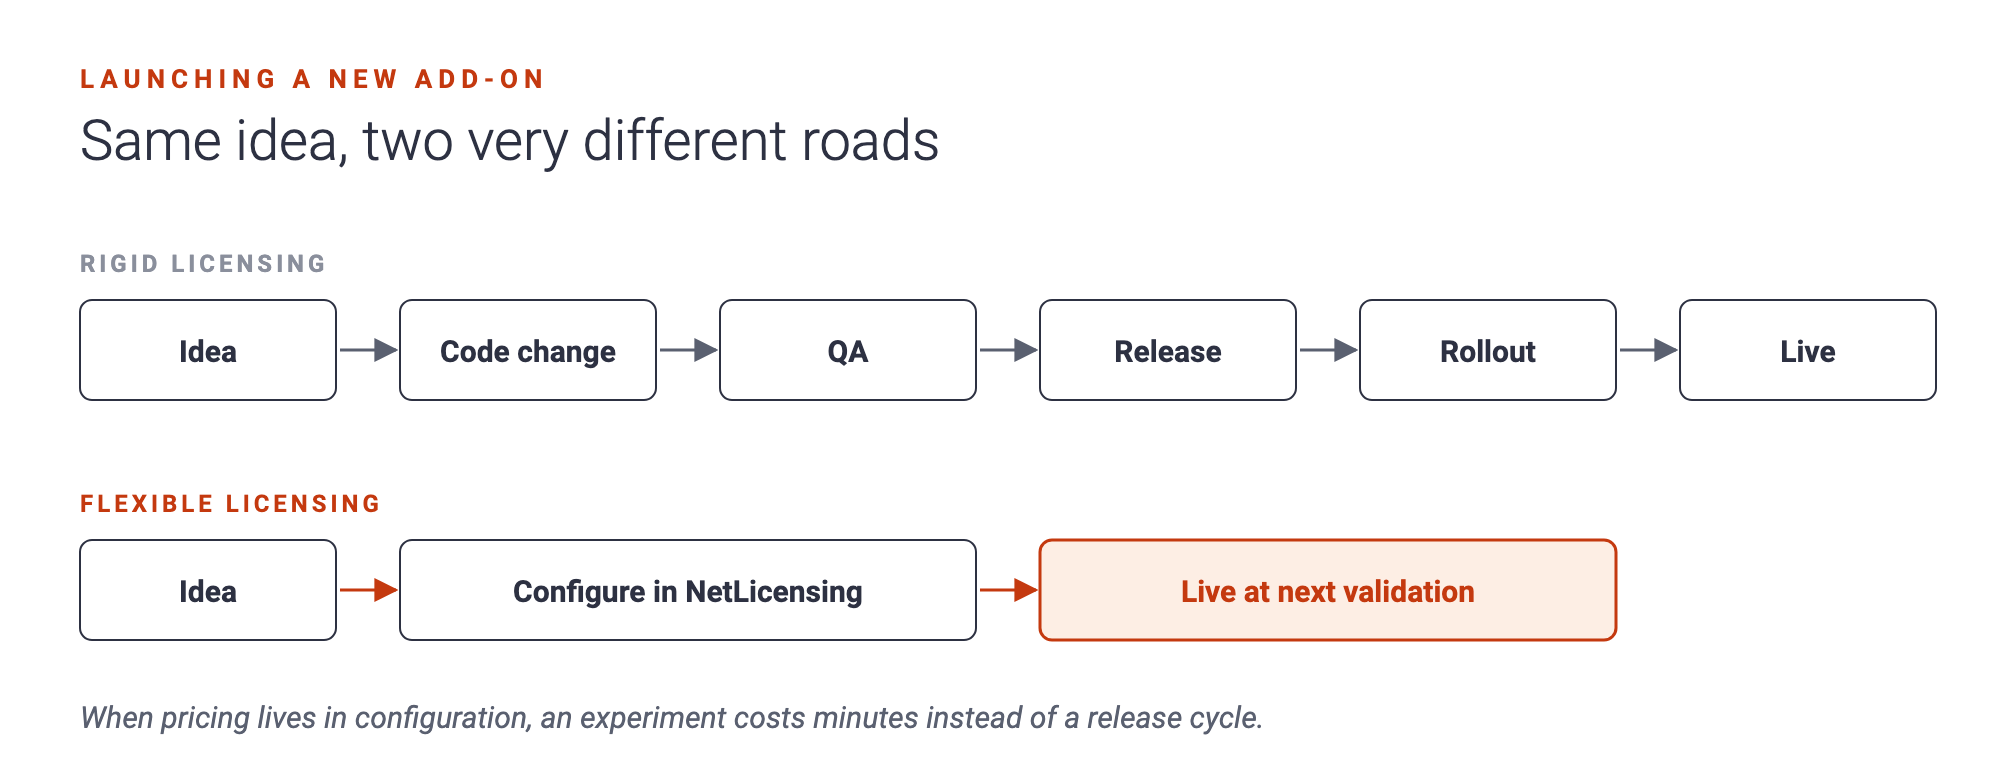 LAUNCHING A NEW ADD-ON
Same idea, two very different roads
RIGID LICENSING
Idea
Code change
QA
Release
Rollout
Live
FLEXIBLE LICENSING
Idea
Configure in NetLicensing
Live at next validation
When pricing lives in configuration, an experiment costs minutes instead of a release cycle.